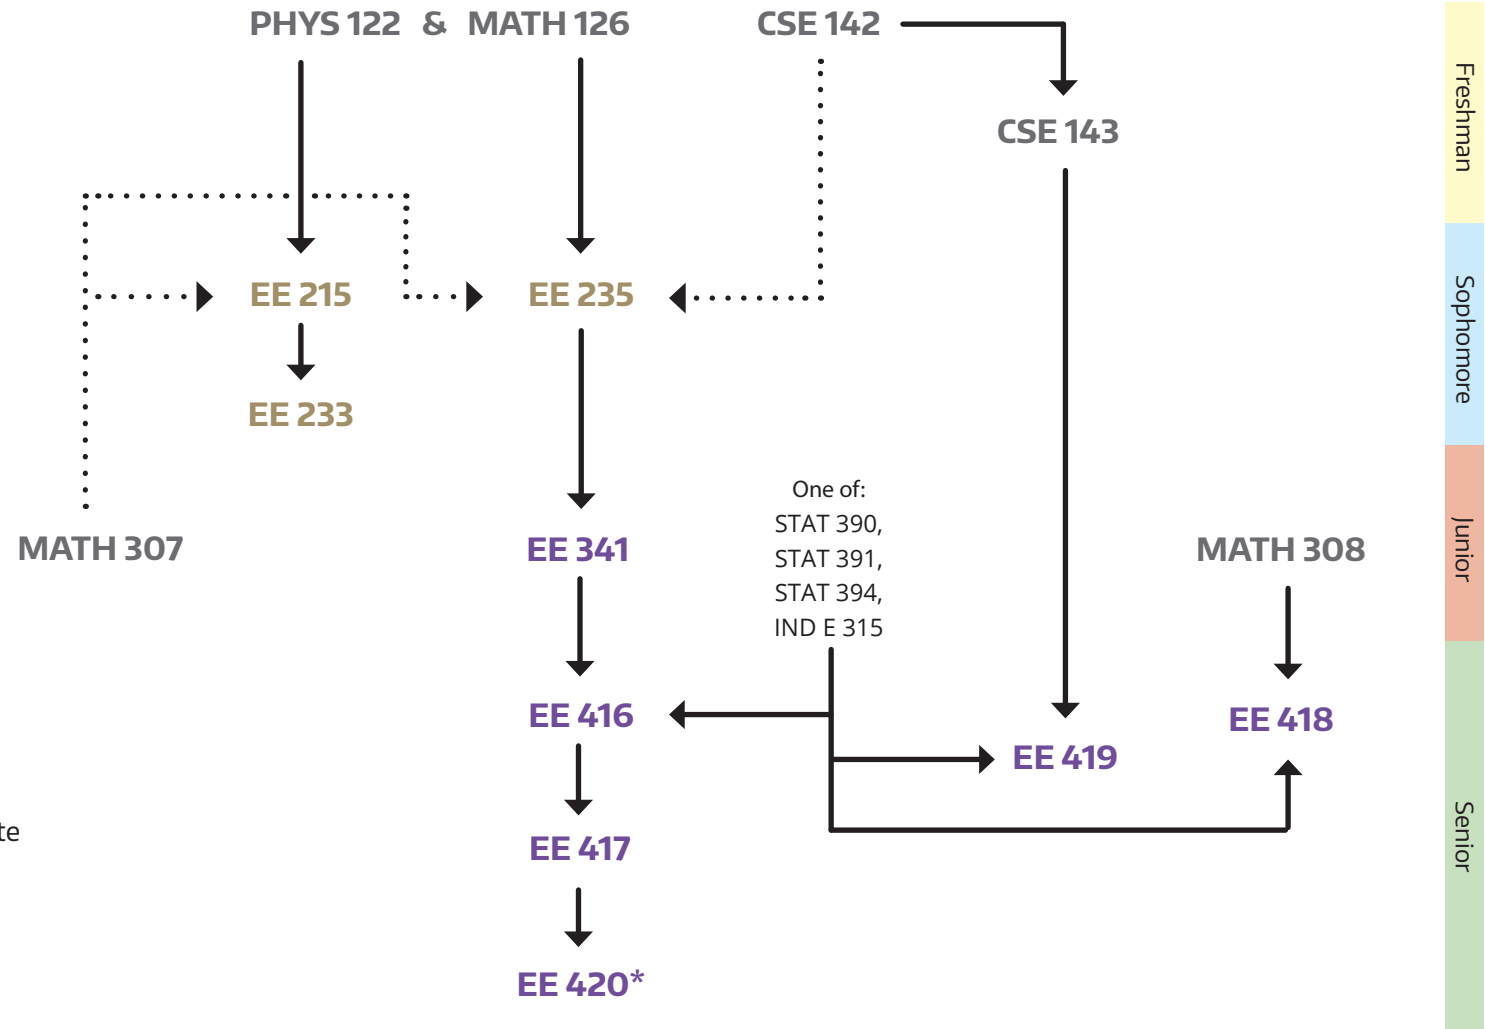 PHYS 122 & MATH 126
CSE 142
CSE 143
EE 215
EE 235
EE 233
One of:
STAT 390,
STAT 391,
STAT 394,
IND E 315
MATH 307
EE 341
MATH 308
EE 416
EE 418
EE 419
te
EE 417
EE 420*
Freshman
Sophomore
Junior
Senior